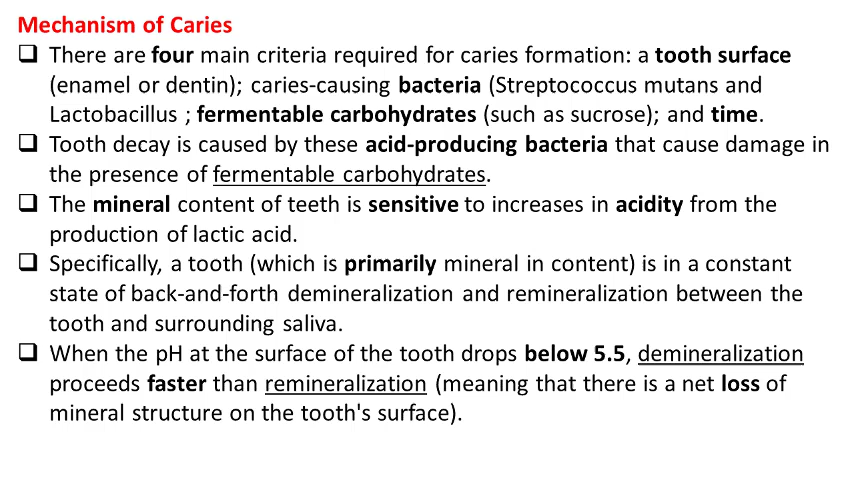 Mechanism of Caries
❑ There are four main criteria required for caries formation: a tooth surface
(enamel or dentin); caries-causing bacteria (Streptococcus mutans and
Lactobacillus ; fermentable carbohydrates (such as sucrose); and time.
❑ Tooth decay is caused by these acid-producing bacteria that cause damage in
the presence of fermentable carbohydrates.
❑ The mineral content of teeth is sensitive to increases in acidity from the
production of lactic acid.
❑ Specifically, a tooth (which is primarily mineral in content) is in a constant
state of back-and-forth demineralization and remineralization between the
tooth and surrounding saliva.
❑ When the pH at the surface of the tooth drops below 5.5, demineralization
proceeds faster than remineralization (meaning that there is a net loss of
mineral structure on the tooth's surface).